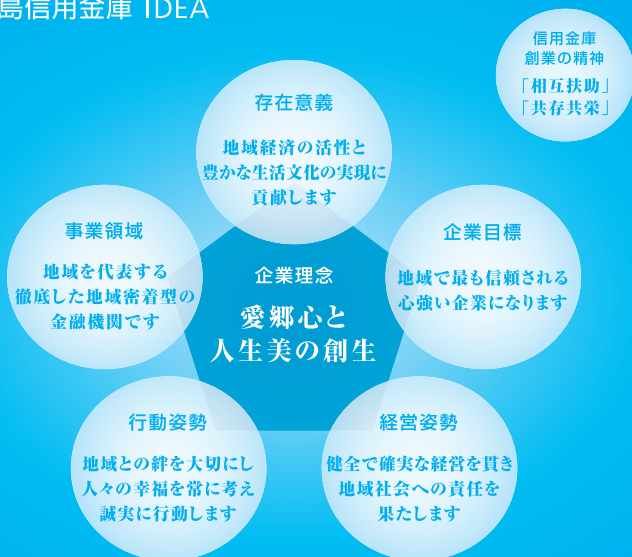 島信用金庫 IDEA
信用金庫
創業の精神
「相互扶助」
「共存共栄」
存在意義
地域経済の活性と
豊かな生活文化の実現に
貢献します
事業領域
地域を代表する
徹底した地域密着型の
金融機関です
企業目標
地域で最も信頼される
心強い企業になります
企業理念
愛郷心と
人生美の創生
行動姿勢
地域との絆を大切にし
人々の幸福を常に考え
誠実に行動します
経営姿勢
健全で確実な経営を貫き
地域社会への責任を
果たします